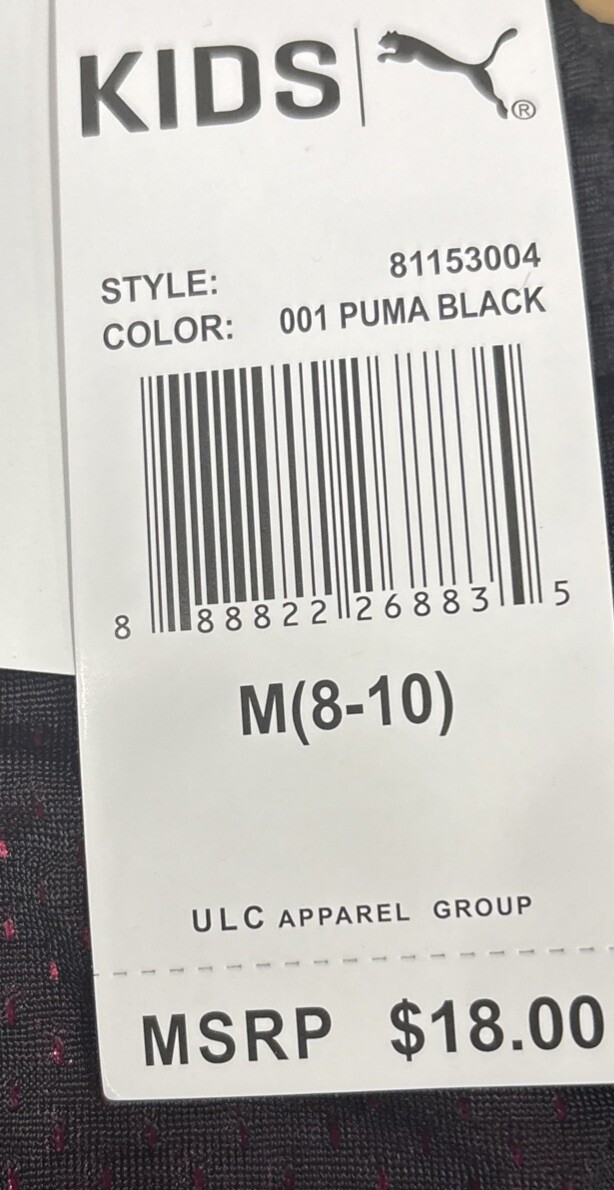 KIDS
®
STYLE: 81153004
COLOR: 001 PUMA BLACK
8 88822 26883 5
M(8-10)
ULC APPAREL GROUP
MSRP $18.00